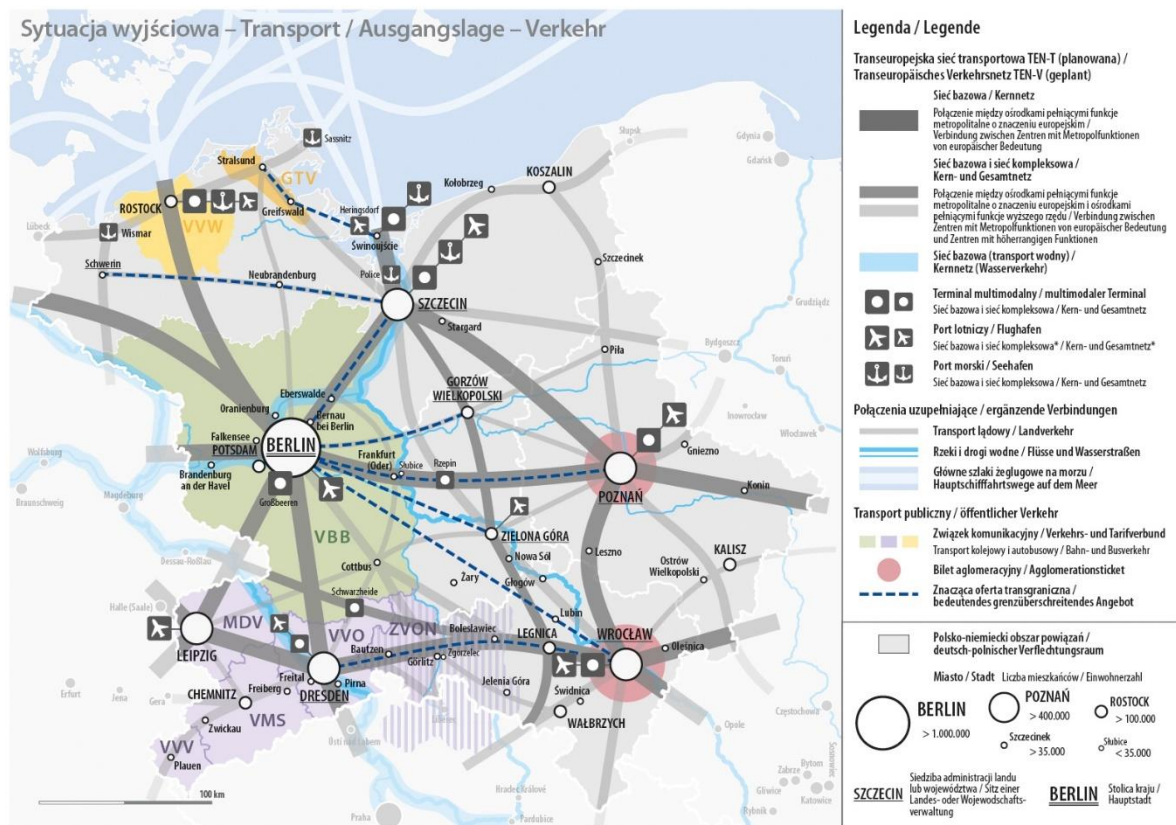 Sytuacja wyjściowa – Transport / Ausgangslage – Verkehr
Sassnitz
Stralsund
GTV
Greifswald
ROSTOCK
VVW
Lübeck
Wismar
Schwerin
Neubrandenburg
Heringsdorf
Świnoujście
Police
SZCZECIN
Stargard
Kołobrzeg
KOSZALIN
Słupsk
Gdynia
Gdańsk
Szczecinek
Grudziądz
Piła
Bydgoszcz
Toruń
Inowrocław
Włocławek
GORZÓW
WIELKOPOLSKI
Eberswalde
Oranienburg
Bernau
bei Berlin
Falkensee
BERLIN
POTSDAM
Brandenburg
an der Havel
Großbeeren
Frankfurt
(Oder)
Słubice
Rzepin
POZNAŃ
Gniezno
Konin
Wolfsburg
Braunschweig
Magdeburg
Dessau-Roßlau
VBB
ZIELONA GÓRA
Nowa Sól
Leszno
KALISZ
Ostrów
Wielkopolski
Cottbus
Żary
Głogów
Schwarzheide
Lubin
Halle (Saale)
MDV
LEIPZIG
VVO
ZVON
Bautzen
Bolesławiec
LEGNICA
WROCŁAW
Oleśnica
Görlitz
Zgorzelec
DRESDEN
Freital
Pirna
Freiberg
CHEMNITZ
VMS
Zwickau
VVV
Plauen
Erfurt
Jena
Gera
Jelenia Góra
Świdnica
WAŁBRZYCH
Liberec
Ústí nad Labem
Hradec Králové
Pardubice
Praha
Opole
Częstochowa
Zabrze
Bytom
Gliwice
Katowice
Rybnik
Sosnowiec
100 km
Legenda / Legende
Transeuropejska sieć transportowa TEN-T (planowana) /
Transeuropäisches Verkehrsnetz TEN-V (geplant)
Sieć bazowa / Kernnetz
Połączenie między ośrodkami pełniącymi funkcje
metropolitalne o znaczeniu europejskim /
Verbindung zwischen Zentren mit Metropolfunktionen
von europäischer Bedeutung
Sieć bazowa i sieć kompleksowa /
Kern- und Gesamtnetz
Połączenie między ośrodkami pełniącymi funkcje
metropolitalne o znaczeniu europejskim i ośrodkami
pełniącymi funkcje wyższego rzędu / Verbindung zwischen
Zentren mit Metropolfunktionen von europäischer Bedeutung
und Zentren mit höherrangigen Funktionen
Sieć bazowa (transport wodny) /
Kernnetz (Wasserverkehr)
Terminal multimodalny / multimodaler Terminal
Sieć bazowa i sieć kompleksowa / Kern- und Gesamtnetz
Port lotniczy / Flughafen
Sieć bazowa i sieć kompleksowa* / Kern- und Gesamtnetz*
Port morski / Seehafen
Sieć bazowa i sieć kompleksowa / Kern- und Gesamtnetz
Połączenia uzupełniające / ergänzende Verbindungen
Transport lądowy / Landverkehr
Rzeki i drogi wodne / Flüsse und Wasserstraßen
Główne szlaki żeglugowe na morzu /
Hauptschifffahrtswege auf dem Meer
Transport publiczny / öffentlicher Verkehr
Związek komunikacyjny / Verkehrs- und Tarifverbund
Transport kolejowy i autobusowy / Bahn- und Busverkehr
Bilet aglomeracyjny / Agglomerationsticket
Znacząca oferta transgraniczna /
bedeutendes grenzüberschreitendes Angebot
Polsko-niemiecki obszar powiązań /
deutsch-polnischer Verflechtungsraum
Miasto / Stadt Liczba mieszkańców / Einwohnerzahl
BERLIN
> 1.000.000
POZNAŃ
> 400.000
ROSTOCK
> 100.000
Szczecinek
> 35.000
Słubice
< 35.000
SZCZECIN
Siedziba administracji landu
lub województwa / Sitz einer
Landes- oder Wojewodschafts-
verwaltung
BERLIN
Stolica kraju /
Hauptstadt